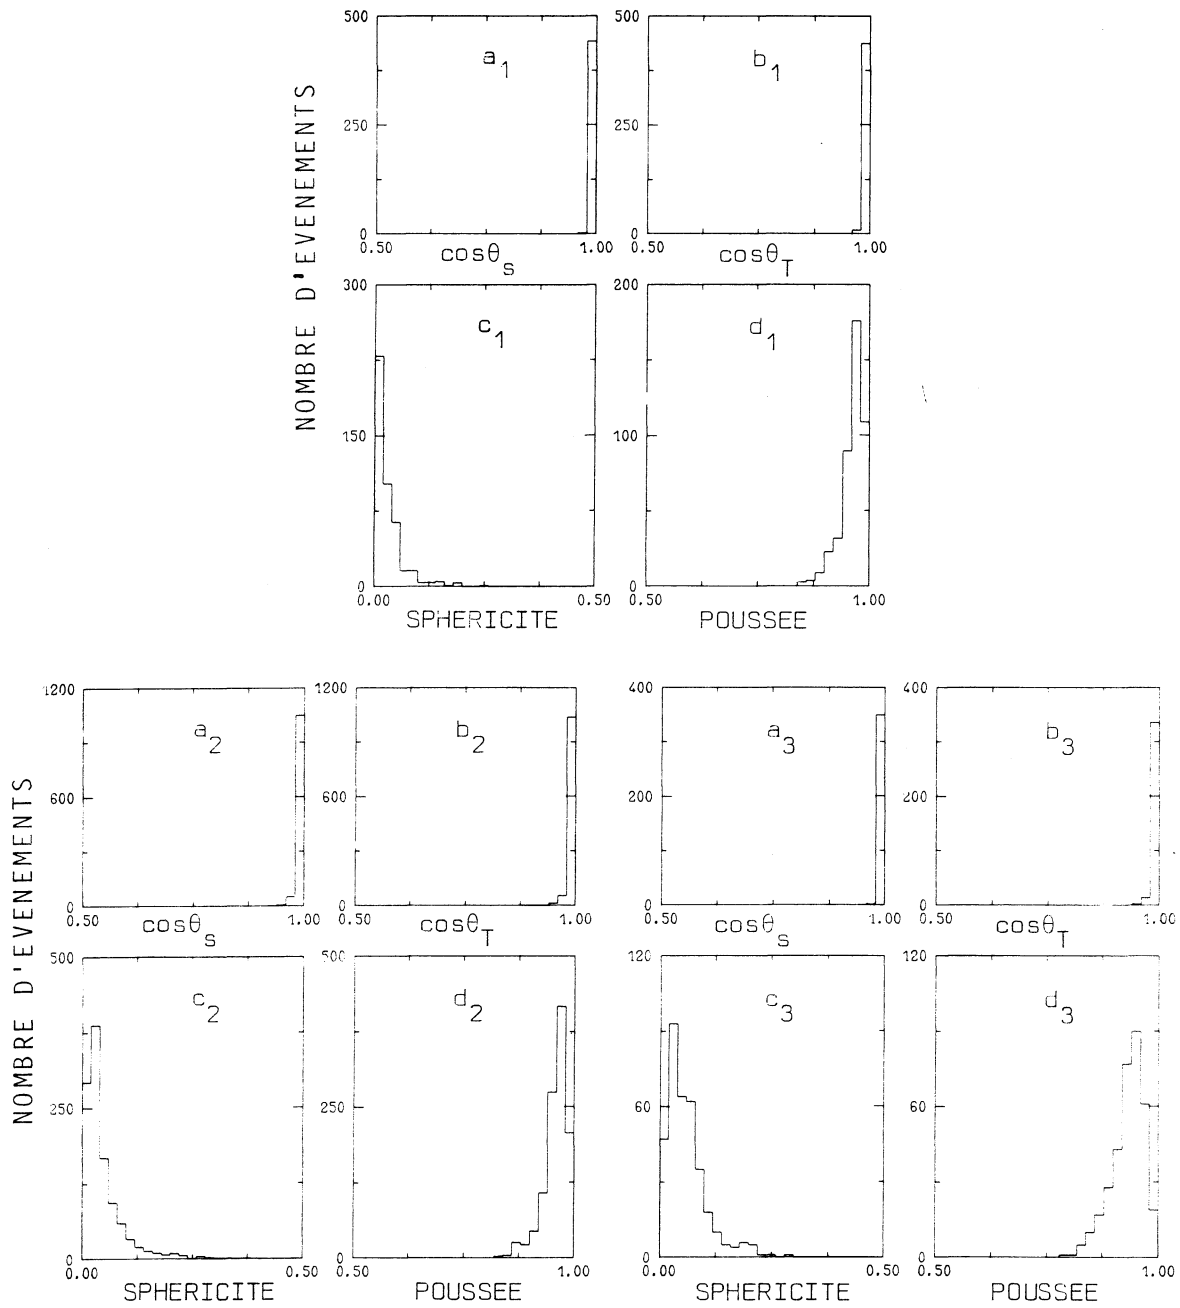 NOMBRE D'EVENEMENTS
500
250
0
0.50
1.00
a1
cosθS
500
250
0
0.50
1.00
b1
cosθT
300
150
0
0.00
0.50
c1
SPHERICITE
200
100
0
0.50
1.00
d1
POUSSEE
NOMBRE D'EVENEMENTS
1200
600
0
0.50
1.00
a2
cosθS
1200
600
0
0.50
1.00
b2
cosθT
400
200
0
0.50
1.00
a3
cosθS
400
200
0
0.50
1.00
b3
cosθT
500
250
0
0.00
0.50
c2
SPHERICITE
500
250
0
0.50
1.00
d2
POUSSEE
120
60
0
0.00
0.50
c3
SPHERICITE
120
60
0
0.50
1.00
d3
POUSSEE